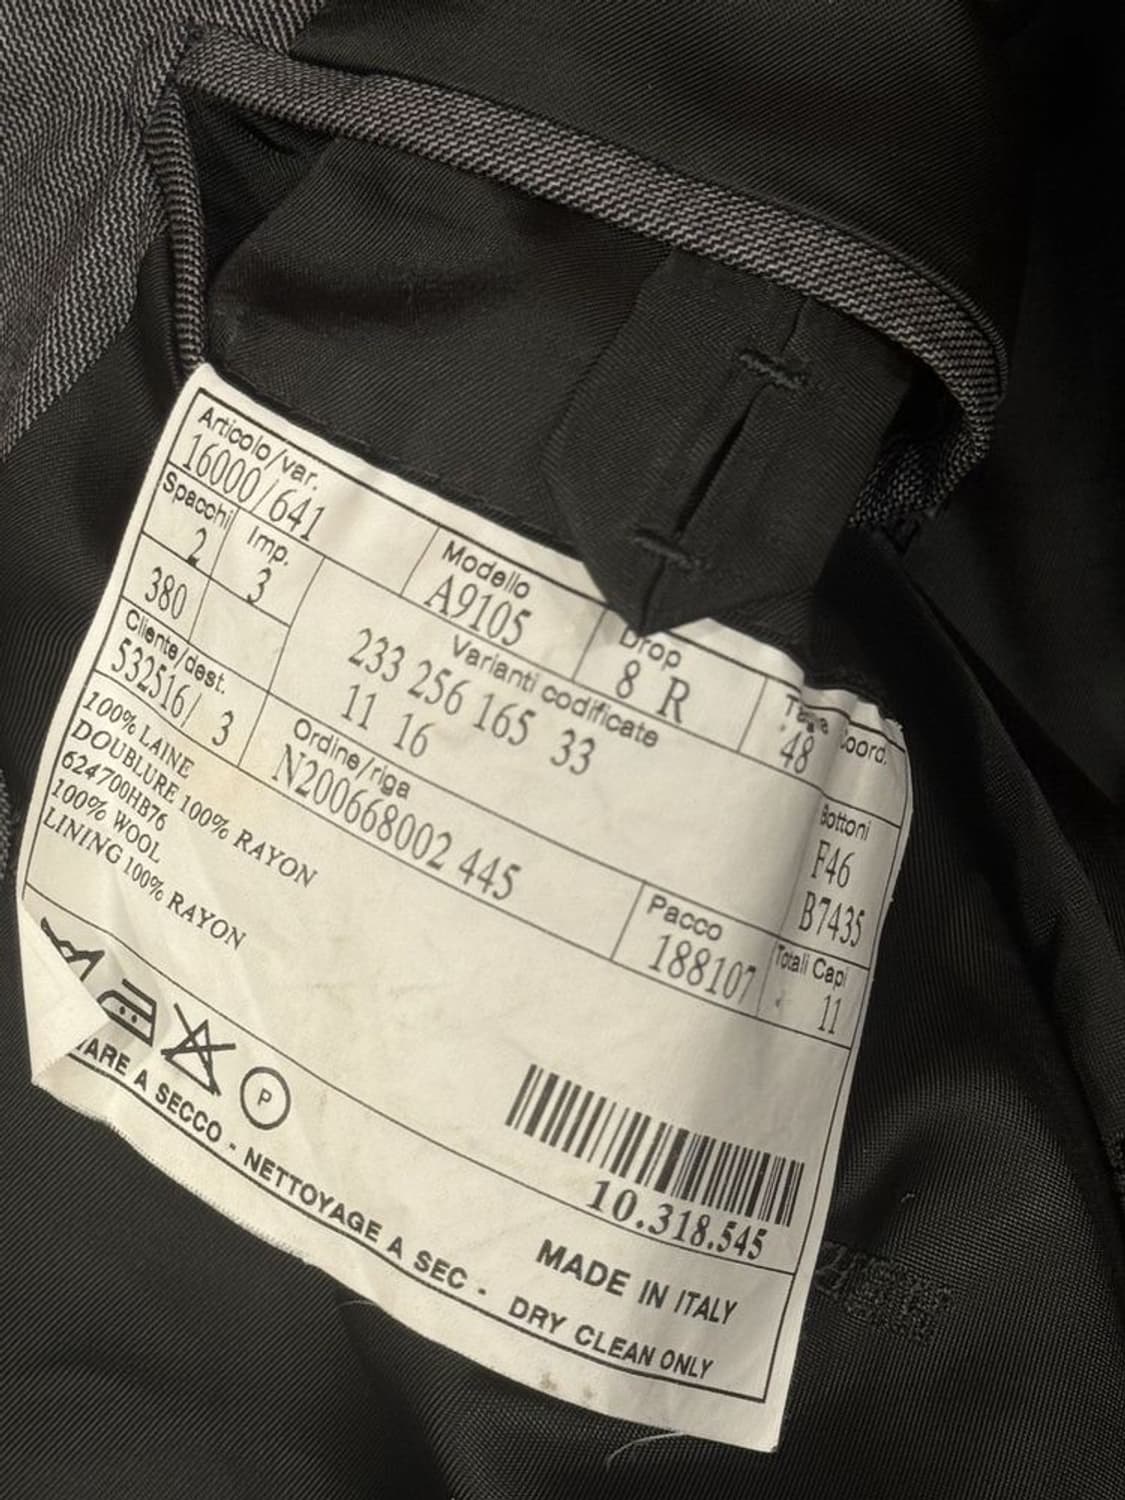 Articolo/var.
16000/641
Modello
A9105
Drop
8 R
48
oord.
Spacchi
2
Imp.
3
380
Varianti codificate
233 256 165 33
11 16
Bottoni
F46
B7435
Cliente/dest.
532516/ 3
Ordine/riga
N200668002 445
Pacco
188107
Totali Capi
11
100% LAINE
DOUBLURE 100% RAYON
624700HB76
100% WOOL
LINING 100% RAYON
P
10.318.545
MADE IN ITALY
VARE A SECCO - NETTOYAGE A SEC - DRY CLEAN ONLY